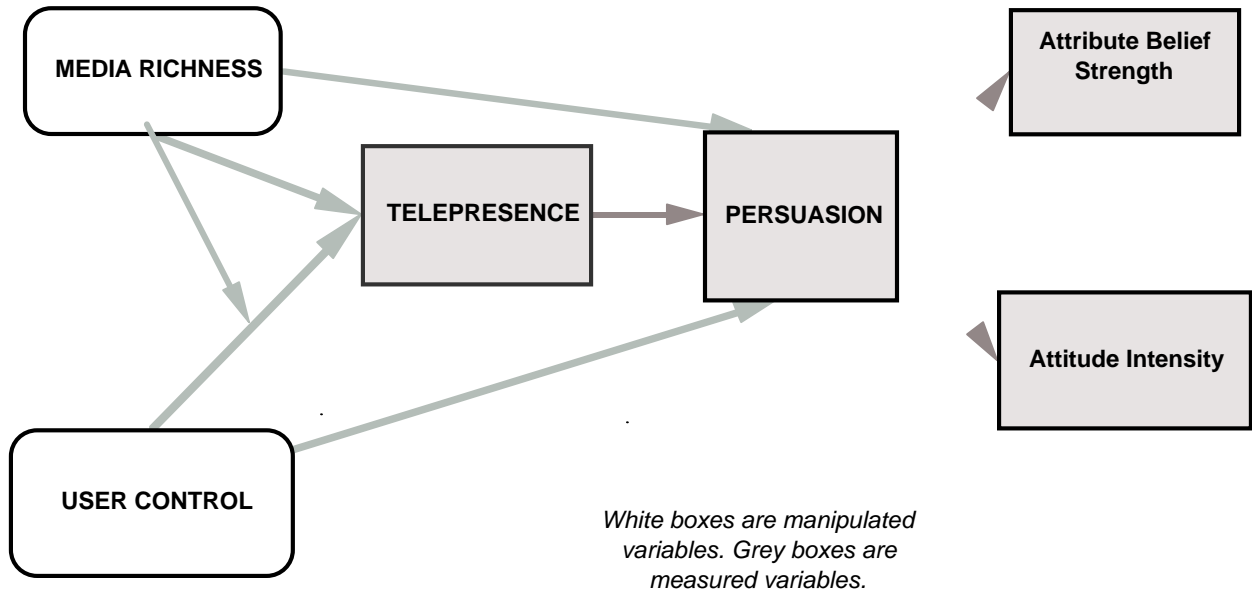 MEDIA RICHNESS
Attribute Belief
Strength
TELEPRESENCE
PERSUASION
Attitude Intensity
USER CONTROL
White boxes are manipulated
variables. Grey boxes are
measured variables.